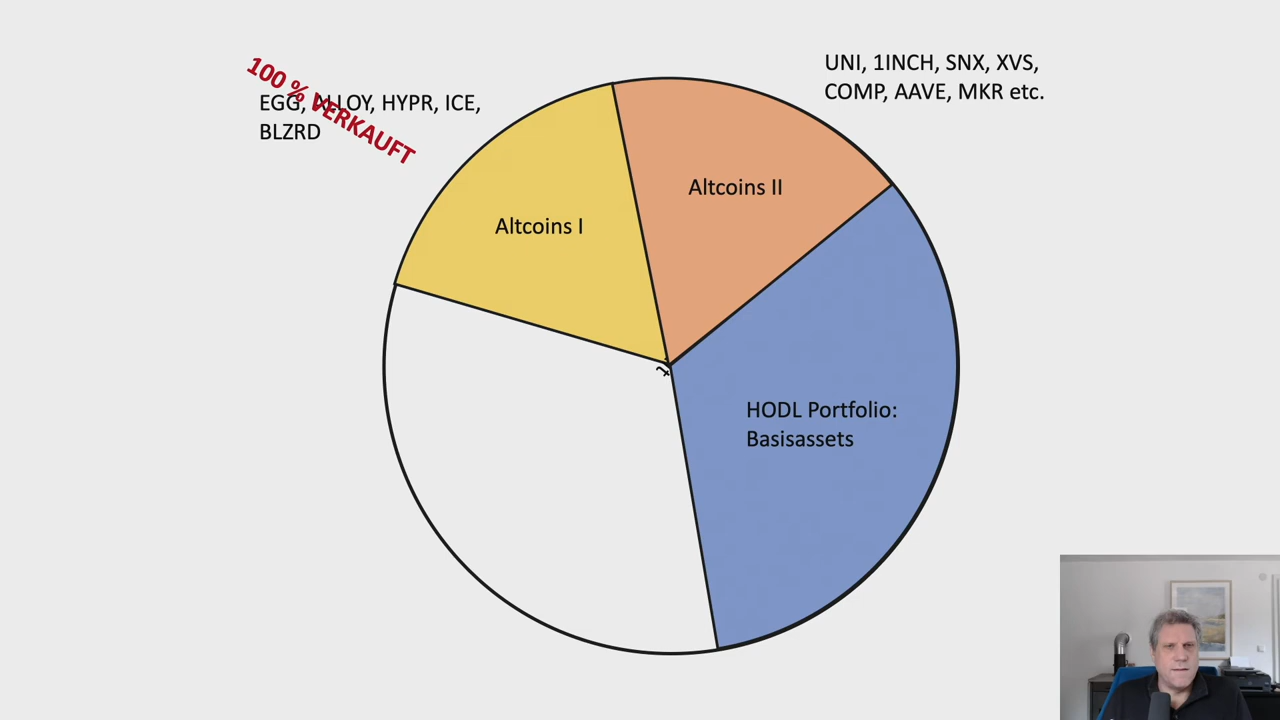 100 % VERKAUFT
EGG, XLLOY, HYPR, ICE,
BLZRD
UNI, 1INCH, SNX, XVS,
COMP, AAVE, MKR etc.
Altcoins I
Altcoins II
HODL Portfolio:
Basisassets